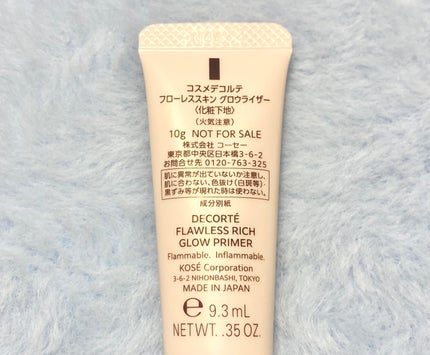 コスメデコルテ
フローレススキン グロウライザー
〈化粧下地〉
（火気注意）
10g NOT FOR SALE
株式会社 コーセー
東京都中央区日本橋3-6-2
お問合せ先 0120-763-325
肌に異常が出ていないか注意し、
肌に合わない、色抜け（白斑等）・
黒ずみ等が現れた時は使わない。
成分別紙
DECORTÉ
FLAWLESS RICH
GLOW PRIMER
Flammable. Inflammable.
KOSÉ Corporation
3-6-2 NIHONBASHI, TOKYO
MADE IN JAPAN
℮ 9.3 mL
NET WT. .35 OZ.